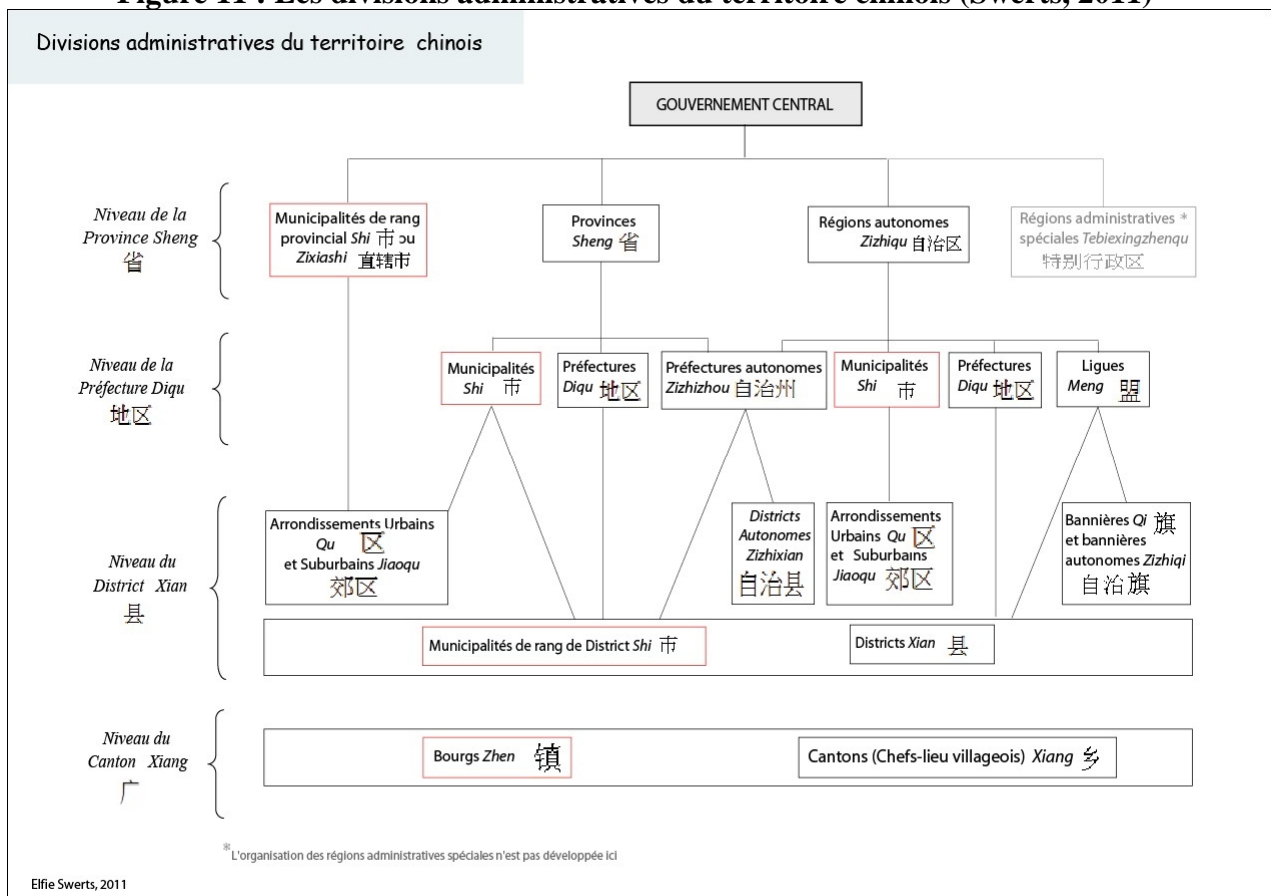 Figure 11 : Les divisions administratives du territoire chinois (Swerts, 2011)
Divisions administratives du territoire chinois
GOUVERNEMENT CENTRAL
Niveau de la
Province Sheng
省
Municipalités de rang
provincial Shi 市 ou
Zixiashi 直辖市
Provinces
Sheng 省
Régions autonomes
Zizhiqu 自治区
Régions administratives *
spéciales Tebiexingzhenqu
特别行政区
Niveau de la
Préfecture Diqu
地区
Municipalités
Shi 市
Préfectures
Diqu 地区
Préfectures autonomes
Zizhizhou 自治州
Municipalités
Shi 市
Préfectures
Diqu 地区
Ligues
Meng 盟
Niveau du
District Xian
县
Arrondissements Urbains
Qu 区
et Suburbains Jiaoqu
郊区
Districts
Autonomes
Zizhixian
自治县
Arrondissements
Urbains Qu 区
et Suburbains
Jiaoqu 郊区
Bannières Qi 旗
et bannières
autonomes Zizhiqi
自治旗
Municipalités de rang de District Shi 市
Districts Xian 县
Niveau du
Canton Xiang
广
Bourgs Zhen 镇
Cantons (Chefs-lieu villageois) Xiang 乡
*L'organisation des régions administratives spéciales n'est pas développée ici
Elfie Swerts, 2011